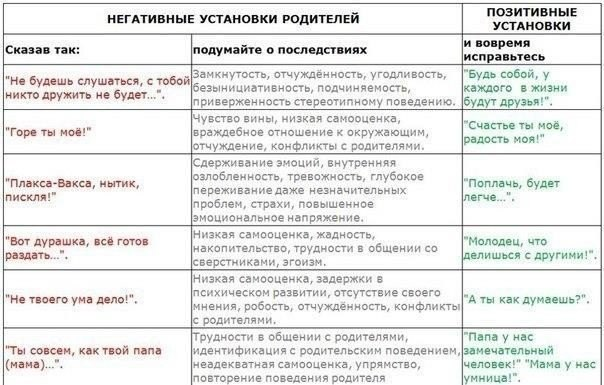 НЕГАТИВНЫЕ УСТАНОВКИ РОДИТЕЛЕЙ
ПОЗИТИВНЫЕ
УСТАНОВКИ
Сказав так:
подумайте о последствиях
и вовремя
исправьтесь
"Не будешь слушаться, с тобой
никто дружить не будет…".
Замкнутость, отчуждённость, угодливость,
безынициативность, подчиняемость,
приверженность стереотипному поведению.
"Будь собой, у
каждого в жизни
будут друзья!".
"Горе ты моё!"
Чувство вины, низкая самооценка,
враждебное отношение к окружающим,
отчуждение, конфликты с родителями.
"Счастье ты моё,
радость моя!"
"Плакса-Вакса, нытик,
пискля!"
Сдерживание эмоций, внутренняя
озлобленность, тревожность, глубокое
переживание даже незначительных
проблем, страхи, повышенное
эмоциональное напряжение.
"Поплачь, будет
легче…".
"Вот дурашка, всё готов
раздать…".
Низкая самооценка, жадность,
накопительство, трудности в общении со
сверстниками, эгоизм.
"Молодец, что
делишься с другими!".
"Не твоего ума дело!".
Низкая самооценка, задержки в
психическом развитии, отсутствие своего
мнения, робость, отчуждённость, конфликты
с родителями.
"А ты как думаешь?".
"Ты совсем, как твой папа
(мама)…".
Трудности в общении с родителями,
идентификация с родительским поведением,
неадекватная самооценка, упрямство,
повторение поведения родителя
"Папа у нас
замечательный
человек!" "Мама у нас
умница!".